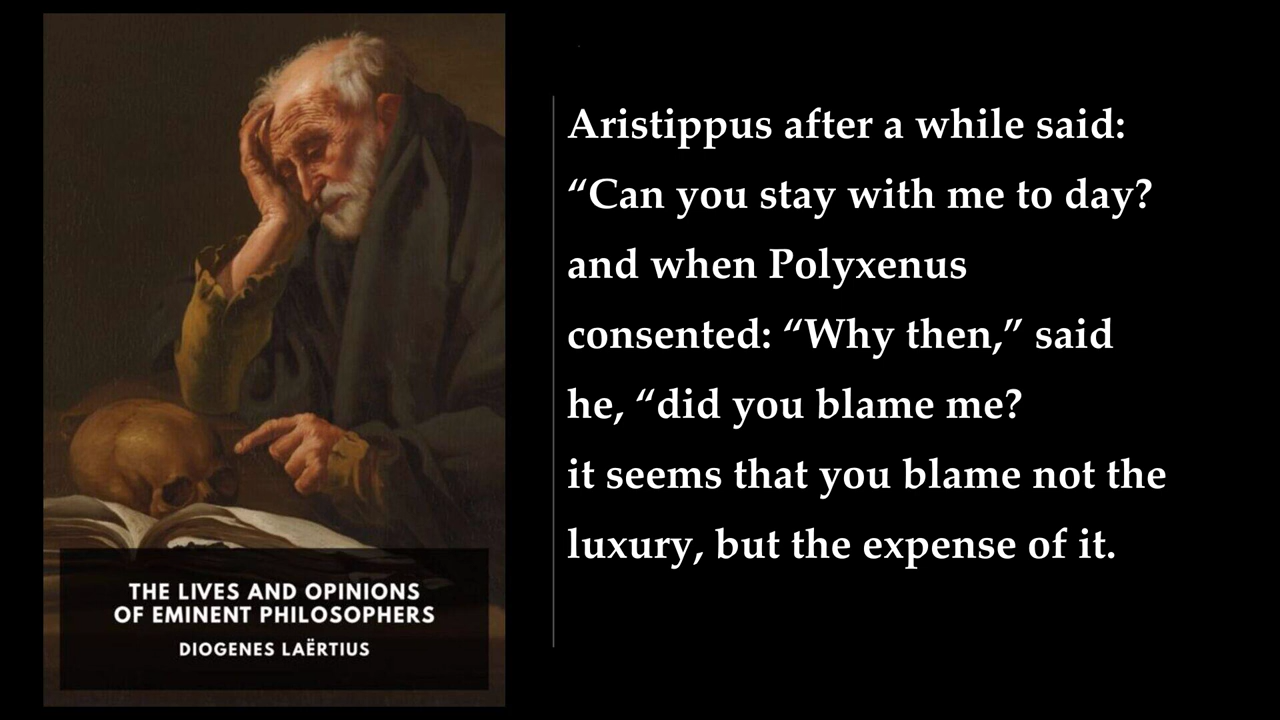 Aristippus after a while said:
“Can you stay with me to day?
and when Polyxenus
consented: “Why then,” said
he, “did you blame me?
it seems that you blame not the
luxury, but the expense of it.
THE LIVES AND OPINIONS
OF EMINENT PHILOSOPHERS
DIOGENES LAËRTIUS